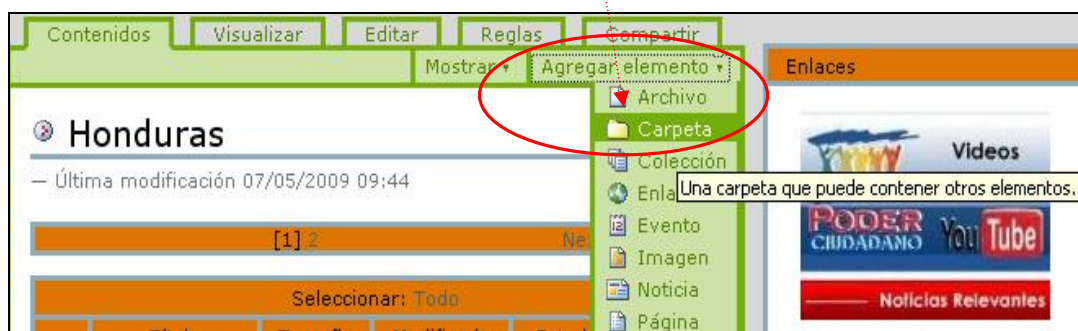 Contenidos Visualizar Editar Reglas Compartir
Mostrar Agregar elemento
Enlaces
Archivo
Carpeta
Colección
Una carpeta que puede contener otros elementos.
Evento
Imagen
Noticia
Página
Honduras
— Última modificación 07/05/2009 09:44
[1] 2
Seleccionar: Todo
Videos
PODER
CIUDADANO
YouTube
Noticias Relevantes